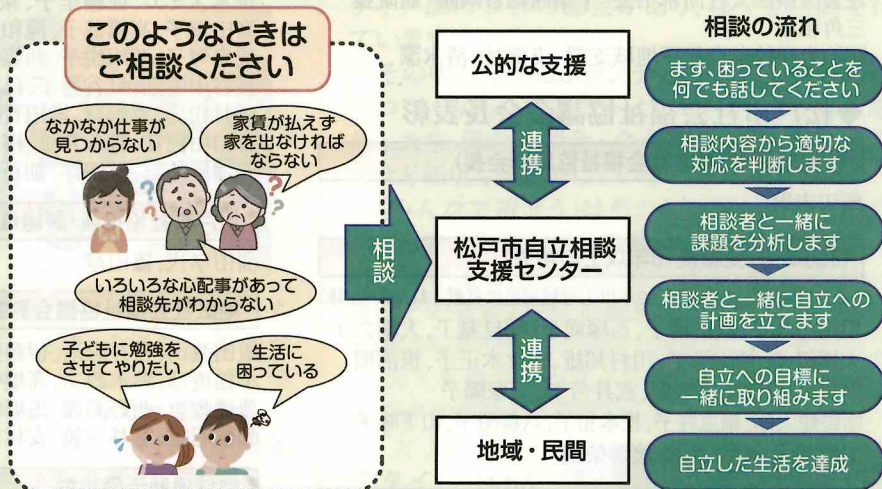 このようなときは
ご相談ください
なかなか仕事が
見つからない
家賃が払えず
家を出なければ
ならない
いろいろな心配事があって
相談先がわからない
子どもに勉強を
させてやりたい
生活に
困っている
相談
公的な支援
連携
松戸市自立相談
支援センター
連携
地域・民間
相談の流れ
まず、困っていることを
何でも話してください
相談内容から適切な
対応を判断します
相談者と一緒に
課題を分析します
相談者と一緒に自立への
計画を立てます
自立への目標に
一緒に取り組みます
自立した生活を達成